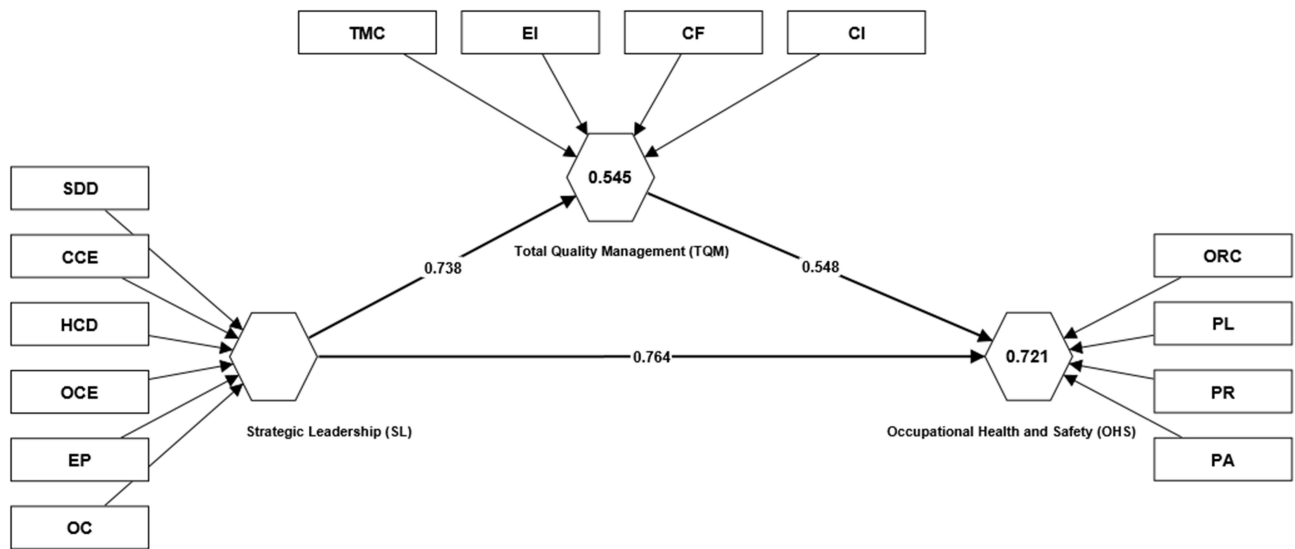 TMC
EI
CF
CI
0.545
Total Quality Management (TQM)
SDD
CCE
HCD
OCE
EP
OC
Strategic Leadership (SL)
0.738
0.548
0.764
0.721
Occupational Health and Safety (OHS)
ORC
PL
PR
PA